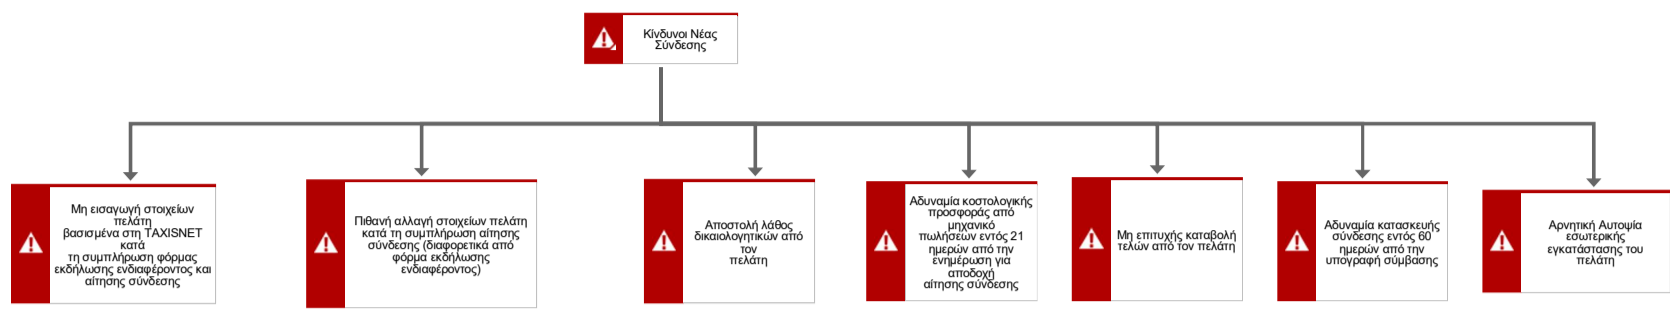 Κίνδυνοι Νέας
Σύνδεσης
Μη εισαγωγή στοιχείων
πελάτη
βασισμένα στη TAXISNET
κατά
τη συμπλήρωση φόρμας
εκδήλωσης ενδιαφέροντος και
αίτησης σύνδεσης
Πιθανή αλλαγή στοιχείων πελάτη
κατά τη συμπλήρωση αίτησης
σύνδεσης (διαφορετικά από
φόρμα εκδήλωσης
ενδιαφέροντος)
Αποστολή λάθος
δικαιολογητικών από
τον
πελάτη
Αδυναμία κοστολογικής
προσφοράς από
μηχανικό
πωλήσεων εντός 21
ημερών από την
ενημέρωση για
αποδοχή
αίτησης σύνδεσης
Μη επιτυχής καταβολή
τελών από τον πελάτη
Αδυναμία κατασκευής
σύνδεσης εντός 60
ημερών από την
υπογραφή σύμβασης
Αρνητική Αυτοψία
εσωτερικής
εγκατάστασης του
πελάτη